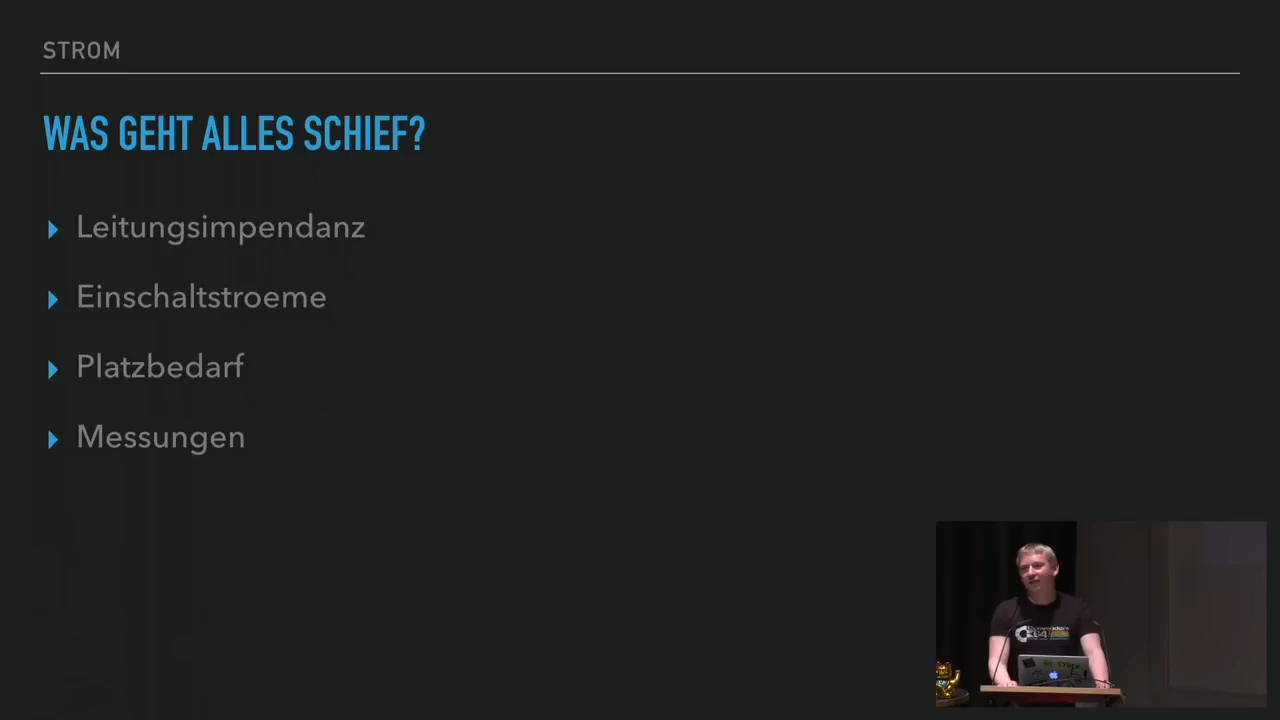 STROM
WAS GEHT ALLES SCHIEF?
Leitungsimpendanz
Einschaltstroeme
Platzbedarf
Messungen